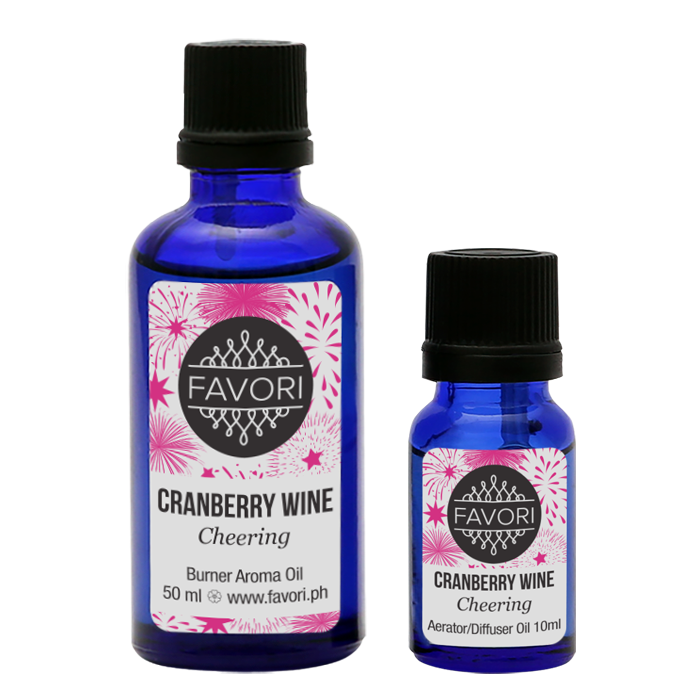 FAVORI
CRANBERRY WINE
Cheering
Burner Aroma Oil
50 ml www.favori.ph
FAVORI
CRANBERRY WINE
Cheering
Aerator/Diffuser Oil 10ml